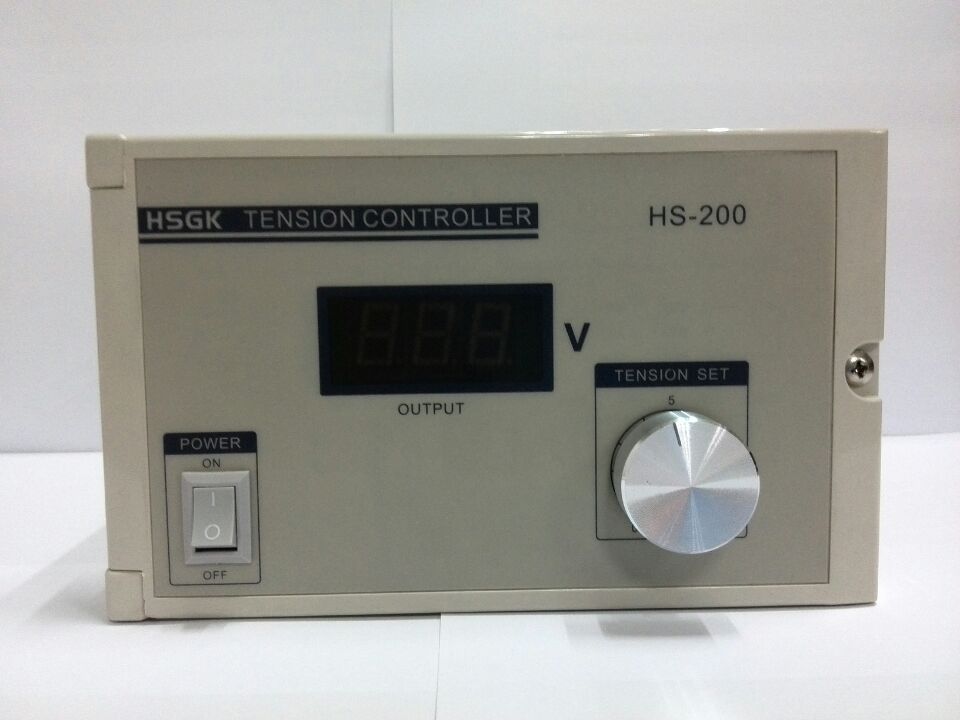 HSGK TENSION CONTROLLER
HS-200
V
OUTPUT
TENSION SET
5
POWER
ON
I
O
OFF